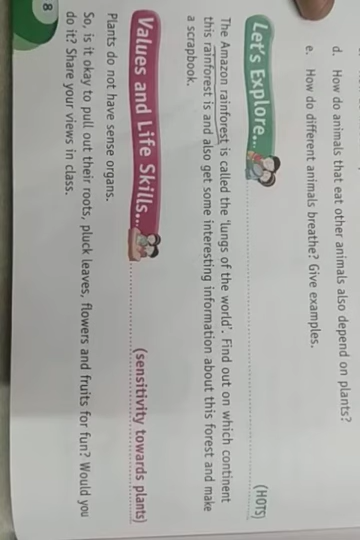 d. How do animals that eat other animals also depend on plants?
e. How do different animals breathe? Give examples.
Let's Explore...
(HOTS)
The Amazon rainforest is called the 'lungs of the world'. Find out on which continent
this rainforest is and also get some interesting information about this forest and make
a scrapbook.
Values and Life Skills...
(sensitivity towards plants)
Plants do not have sense organs.
So, is it okay to pull out their roots, pluck leaves, flowers and fruits for fun? Would you
do it? Share your views in class.
8